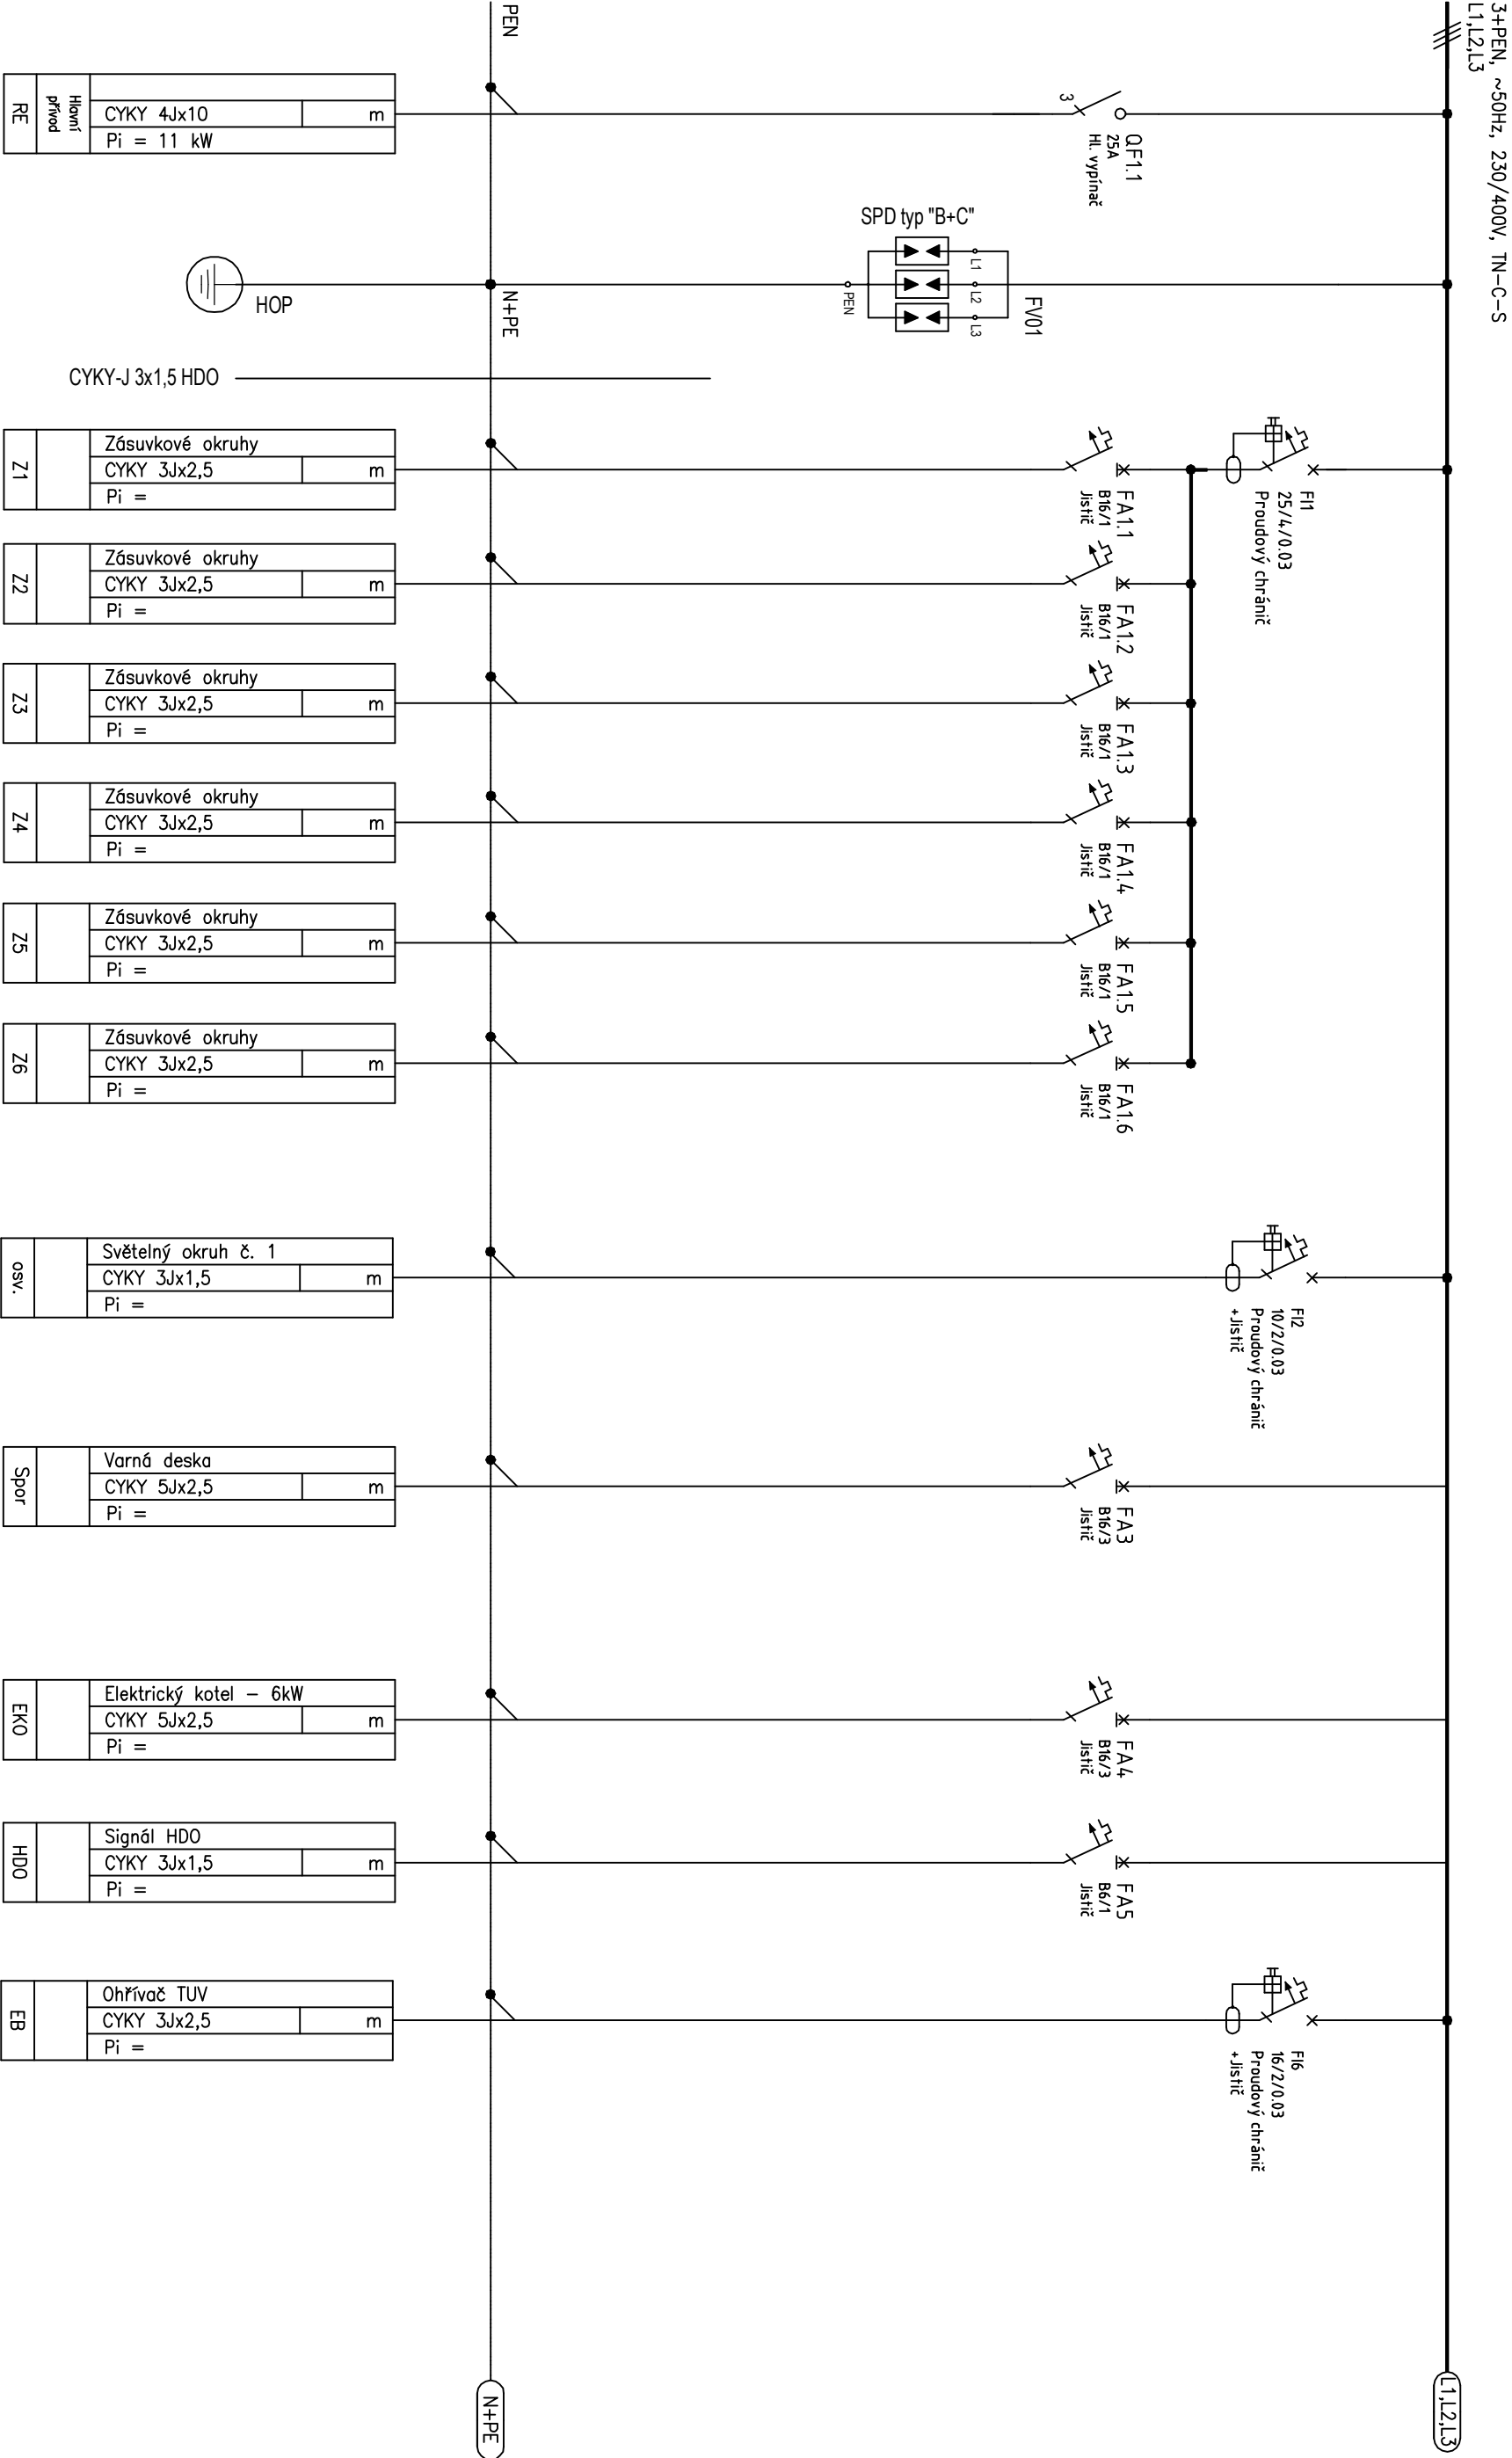 3+PEN, ~50Hz, 230/400V, TN-C-S
L1,L2,L3
PEN
Hlavní
přívod
RE
CYKY 4Jx10
m
Pi = 11 kW
3
QF1.1
25A
Hl. vypínač
SPD typ "B+C"
L1
L2
L3
PEN
FV01
HOP
N+PE
CYKY-J 3x1,5 HDO
FI1
25/4/0.03
Proudový chránič
Z1
Zásuvkové okruhy
CYKY 3Jx2,5
m
Pi =
FA1.1
B16/1
Jistič
Z2
Zásuvkové okruhy
CYKY 3Jx2,5
m
Pi =
FA1.2
B16/1
Jistič
Z3
Zásuvkové okruhy
CYKY 3Jx2,5
m
Pi =
FA1.3
B16/1
Jistič
Z4
Zásuvkové okruhy
CYKY 3Jx2,5
m
Pi =
FA1.4
B16/1
Jistič
Z5
Zásuvkové okruhy
CYKY 3Jx2,5
m
Pi =
FA1.5
B16/1
Jistič
Z6
Zásuvkové okruhy
CYKY 3Jx2,5
m
Pi =
FA1.6
B16/1
Jistič
osv.
Světelný okruh č. 1
CYKY 3Jx1,5
m
Pi =
FI2
10/2/0.03
Proudový chránič
+Jistič
Spor
Varná deska
CYKY 5Jx2,5
m
Pi =
FA3
B16/3
Jistič
EKO
Elektrický kotel – 6kW
CYKY 5Jx2,5
m
Pi =
FA4
B16/3
Jistič
HDO
Signál HDO
CYKY 3Jx1,5
m
Pi =
FA5
B6/1
Jistič
EB
Ohřívač TUV
CYKY 3Jx2,5
m
Pi =
FI6
16/2/0.03
Proudový chránič
+Jistič
N+PE
L1,L2,L3